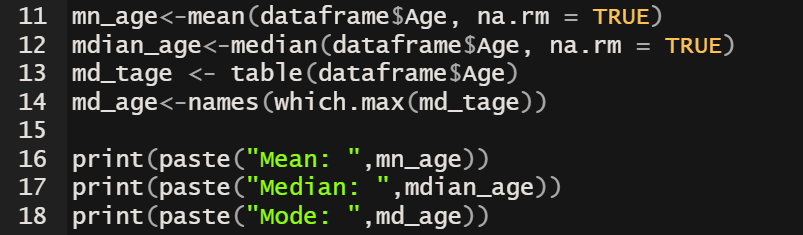 11 mn_age<-mean(dataframe$Age, na.rm = TRUE)
12 mdian_age<-median(dataframe$Age, na.rm = TRUE)
13 md_tage <- table(dataframe$Age)
14 md_age<-names(which.max(md_tage))
15
16 print(paste("Mean: ",mn_age))
17 print(paste("Median: ",mdian_age))
18 print(paste("Mode: ",md_age))